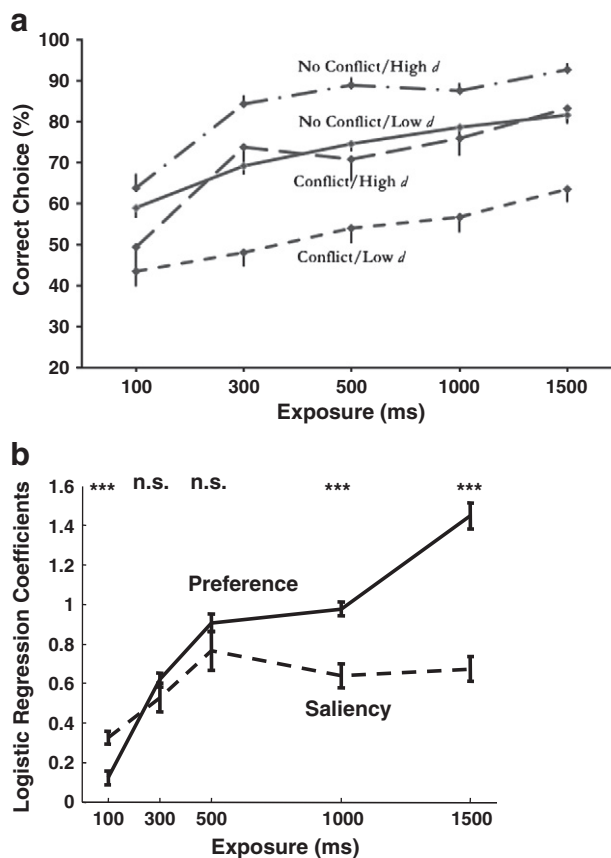 a
100
90
80
70
60
50
40
30
20
Correct Choice (%)
No Conflict/High d
No Conflict/Low d
Conflict/High d
Conflict/Low d
100 300 500 1000 1500
Exposure (ms)
b
*** n.s. n.s. *** ***
1.6
1.4
1.2
1
0.8
0.6
0.4
0.2
0
Logistic Regression Coefficients
Preference
Saliency
100 300 500 1000 1500
Exposure (ms)